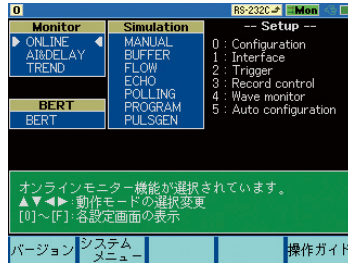 0 RS-232C Mon
Monitor Simulation -- Setup --
ONLINE MANUAL 0 : Configuration
AI&DELAY BUFFER 1 : Interface
TREND FLOW 2 : Trigger
ECHO 3 : Record control
BERT POLLING 4 : Wave monitor
BERT PROGRAM 5 : Auto configuration
PULSGEN
オンラインモニター機能が選択されています。
▲▼◀▶:動作モードの選択変更
[0]～[F]:各設定画面の表示
バージョン システムメニュー 操作ガイド